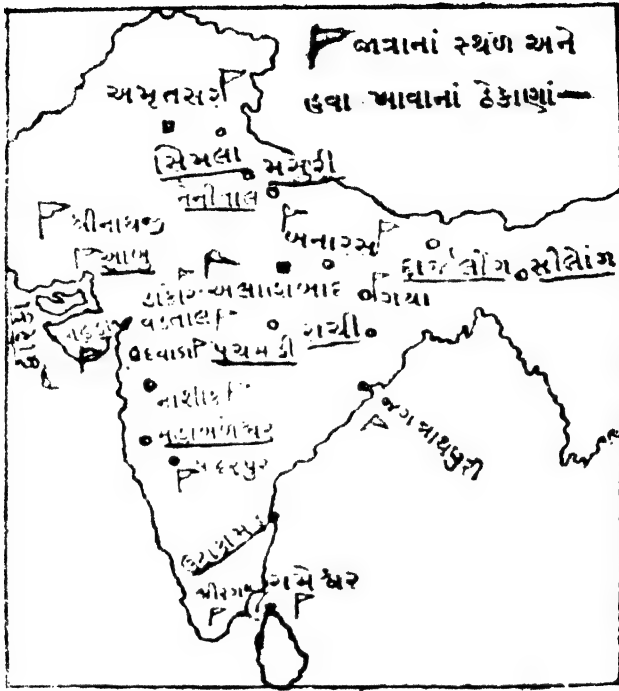 જાત્રાનાં સ્થળ અને
હવા ખાવાનાં ઠેકાણાં—
અમૃતસર
સિમલા મસુરી
નૈનીતાલ
શ્રીનાથજી
બનારસ
આબુ
દાર્જીલીંગ સીલોંગ
ડાકોર અલાહાબાદ ગયા
વડતાલ
રાચી
પચમઢી
નાશીક
મહાબળેશ્વર
જગન્નાથપુરી
પંઢરપુર
શ્રીરંગમ
રામેશ્વર